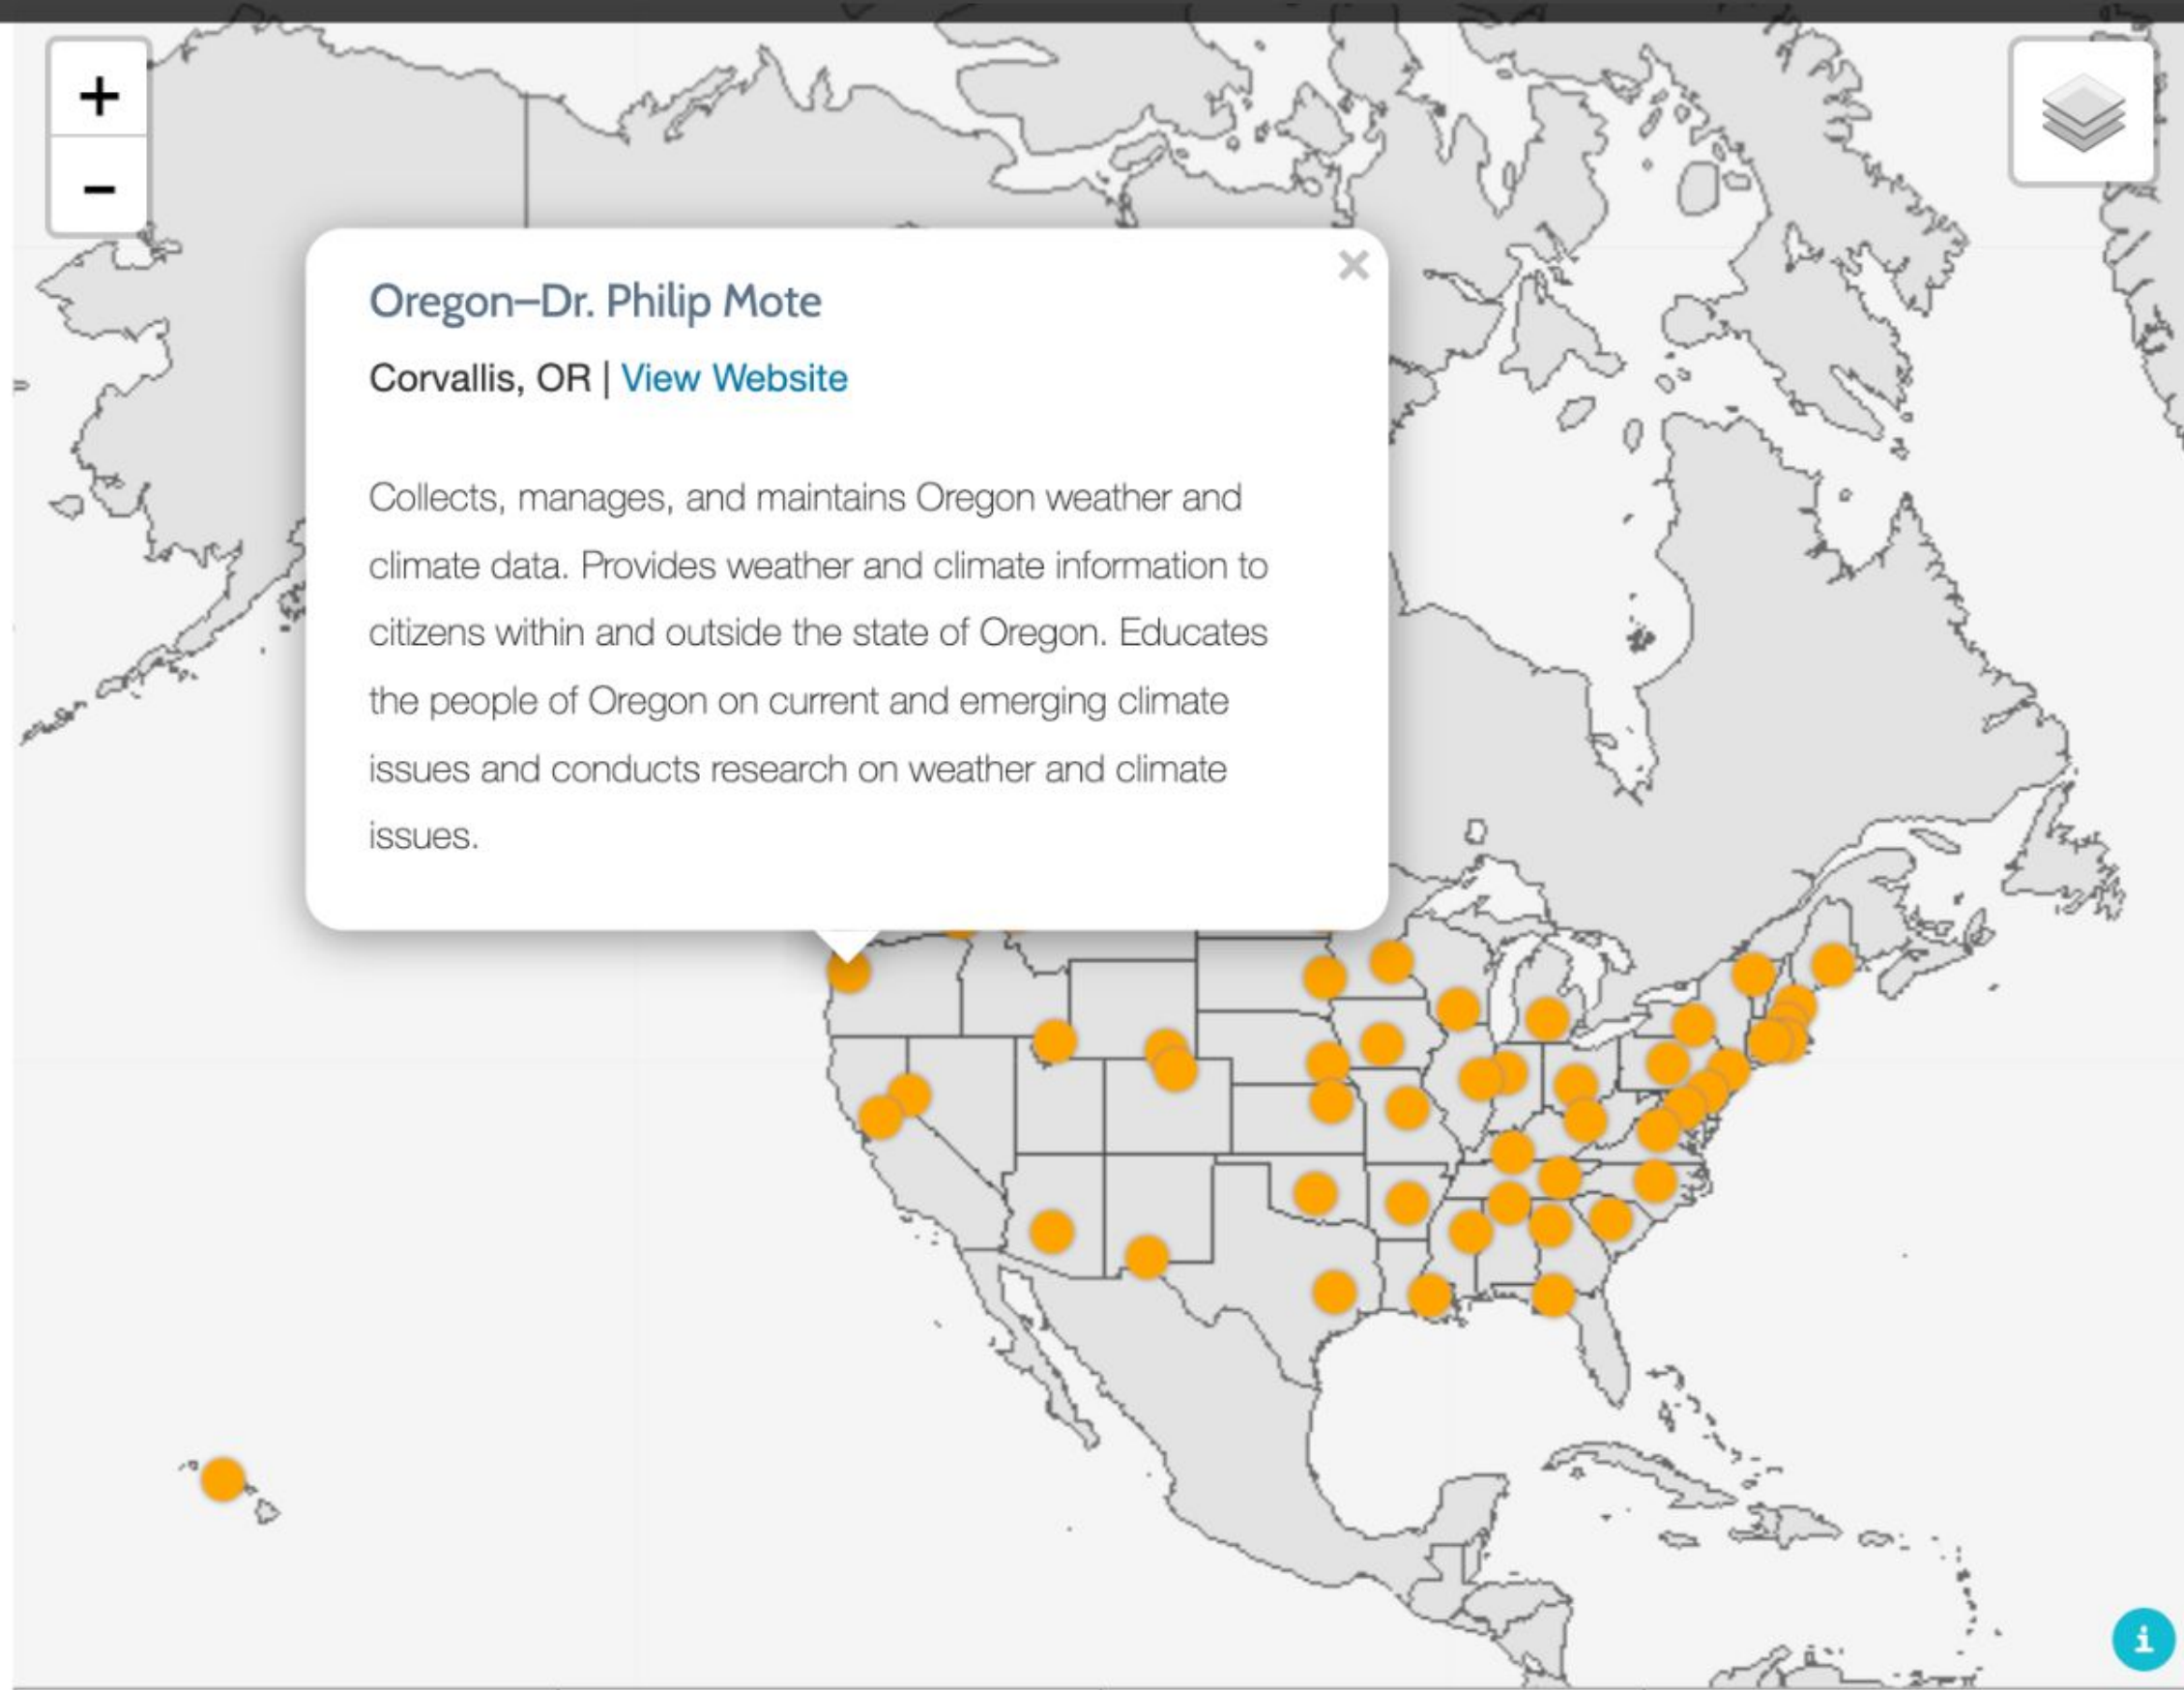 +
−
Oregon–Dr. Philip Mote
×
Corvallis, OR | View Website
Collects, manages, and maintains Oregon weather and
climate data. Provides weather and climate information to
citizens within and outside the state of Oregon. Educates
the people of Oregon on current and emerging climate
issues and conducts research on weather and climate
issues.
i